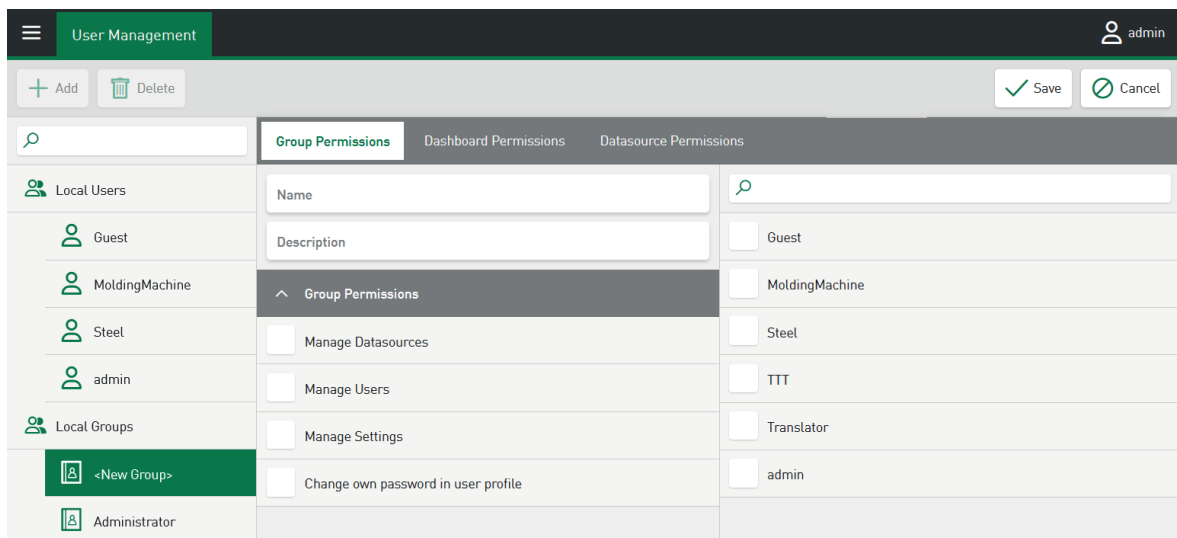 User Management
admin
Add
Delete
Save
Cancel
Group Permissions
Dashboard Permissions
Datasource Permissions
Local Users
Guest
MoldingMachine
Steel
admin
Local Groups
<New Group>
Administrator
Name
Description
Group Permissions
Manage Datasources
Manage Users
Manage Settings
Change own password in user profile
Guest
MoldingMachine
Steel
TTT
Translator
admin